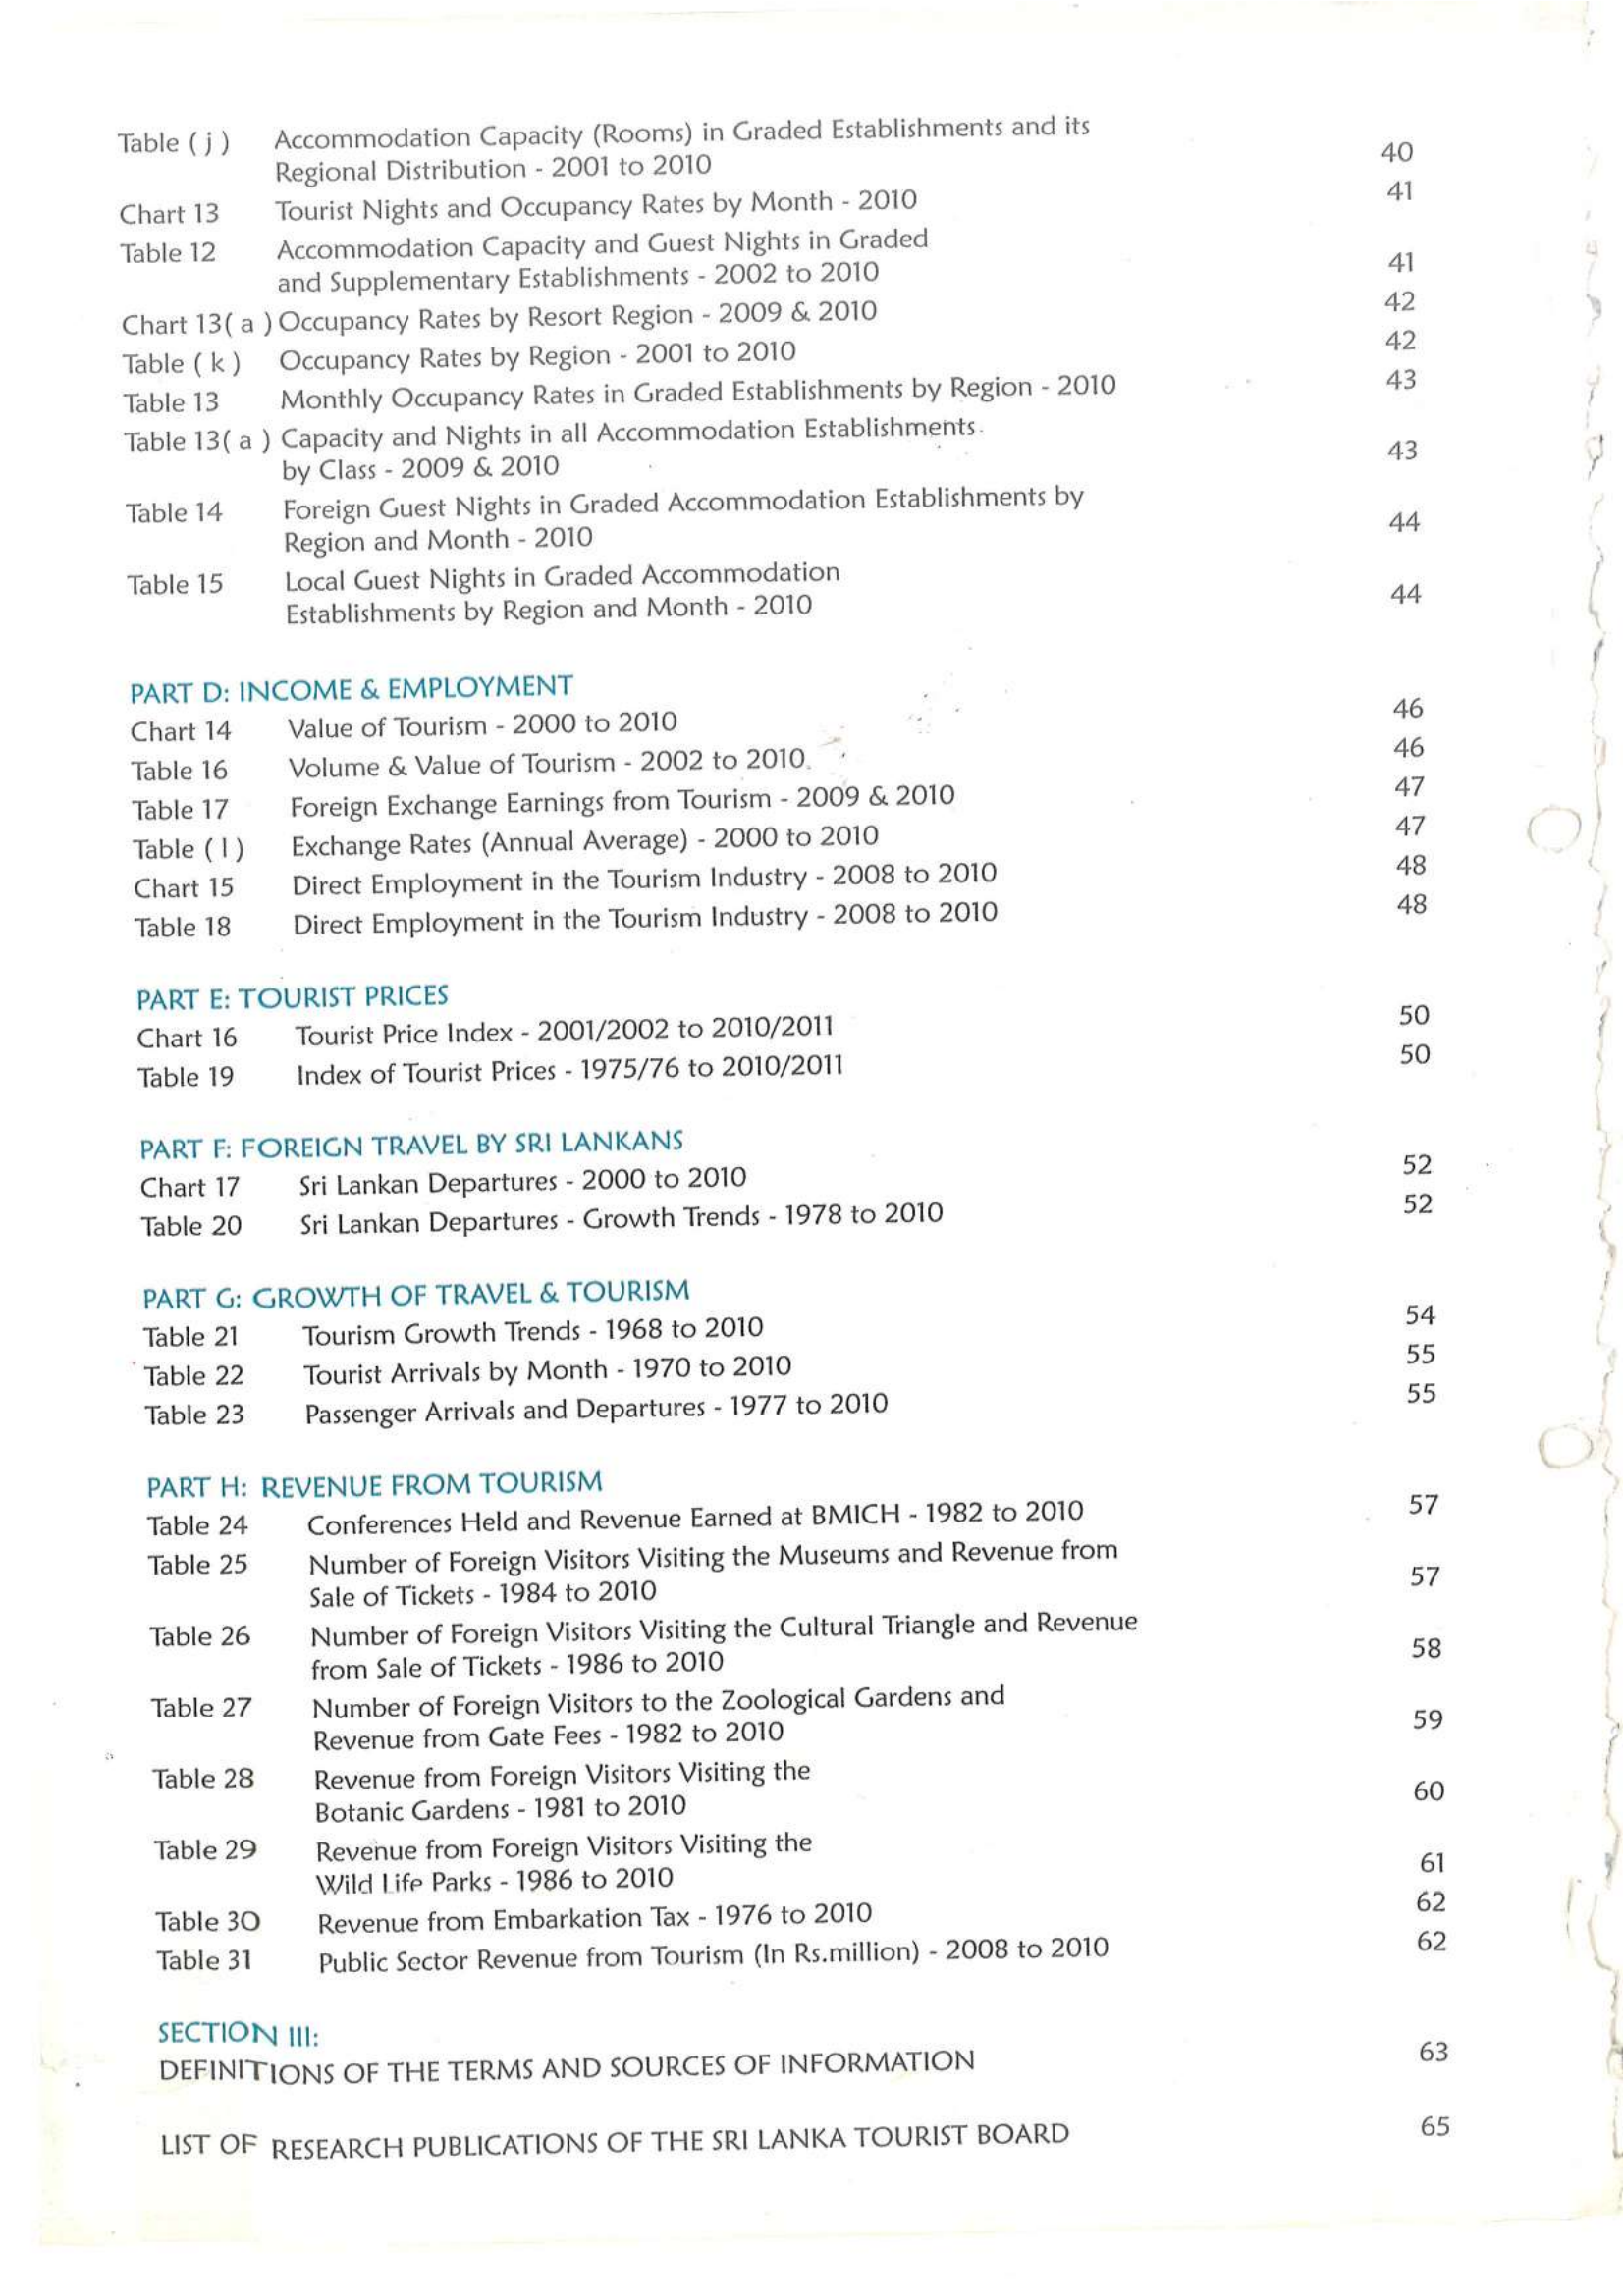 Table ( j ) Accommodation Capacity (Rooms) in Graded Establishments and its
Regional Distribution - 2001 to 2010 40
Chart 13 Tourist Nights and Occupancy Rates by Month - 2010 41
Table 12 Accommodation Capacity and Guest Nights in Graded
and Supplementary Establishments - 2002 to 2010 41
Chart 13( a ) Occupancy Rates by Resort Region - 2009 & 2010 42
Table ( k ) Occupancy Rates by Region - 2001 to 2010 42
Table 13 Monthly Occupancy Rates in Graded Establishments by Region - 2010 43
Table 13( a ) Capacity and Nights in all Accommodation Establishments
by Class - 2009 & 2010 43
Table 14 Foreign Guest Nights in Graded Accommodation Establishments by
Region and Month - 2010 44
Table 15 Local Guest Nights in Graded Accommodation
Establishments by Region and Month - 2010 44
PART D: INCOME & EMPLOYMENT
Chart 14 Value of Tourism - 2000 to 2010 46
Table 16 Volume & Value of Tourism - 2002 to 2010 46
Table 17 Foreign Exchange Earnings from Tourism - 2009 & 2010 47
Table ( l ) Exchange Rates (Annual Average) - 2000 to 2010 47
Chart 15 Direct Employment in the Tourism Industry - 2008 to 2010 48
Table 18 Direct Employment in the Tourism Industry - 2008 to 2010 48
PART E: TOURIST PRICES
Chart 16 Tourist Price Index - 2001/2002 to 2010/2011 50
Table 19 Index of Tourist Prices - 1975/76 to 2010/2011 50
PART F: FOREIGN TRAVEL BY SRI LANKANS
Chart 17 Sri Lankan Departures - 2000 to 2010 52
Table 20 Sri Lankan Departures - Growth Trends - 1978 to 2010 52
PART G: GROWTH OF TRAVEL & TOURISM
Table 21 Tourism Growth Trends - 1968 to 2010 54
Table 22 Tourist Arrivals by Month - 1970 to 2010 55
Table 23 Passenger Arrivals and Departures - 1977 to 2010 55
PART H: REVENUE FROM TOURISM
Table 24 Conferences Held and Revenue Earned at BMICH - 1982 to 2010 57
Table 25 Number of Foreign Visitors Visiting the Museums and Revenue from
Sale of Tickets - 1984 to 2010 57
Table 26 Number of Foreign Visitors Visiting the Cultural Triangle and Revenue
from Sale of Tickets - 1986 to 2010 58
Table 27 Number of Foreign Visitors to the Zoological Gardens and
Revenue from Gate Fees - 1982 to 2010 59
Table 28 Revenue from Foreign Visitors Visiting the
Botanic Gardens - 1981 to 2010 60
Table 29 Revenue from Foreign Visitors Visiting the
Wild Life Parks - 1986 to 2010 61
Table 30 Revenue from Embarkation Tax - 1976 to 2010 62
Table 31 Public Sector Revenue from Tourism (In Rs.million) - 2008 to 2010 62
SECTION III:
DEFINITIONS OF THE TERMS AND SOURCES OF INFORMATION 63
LIST OF RESEARCH PUBLICATIONS OF THE SRI LANKA TOURIST BOARD 65